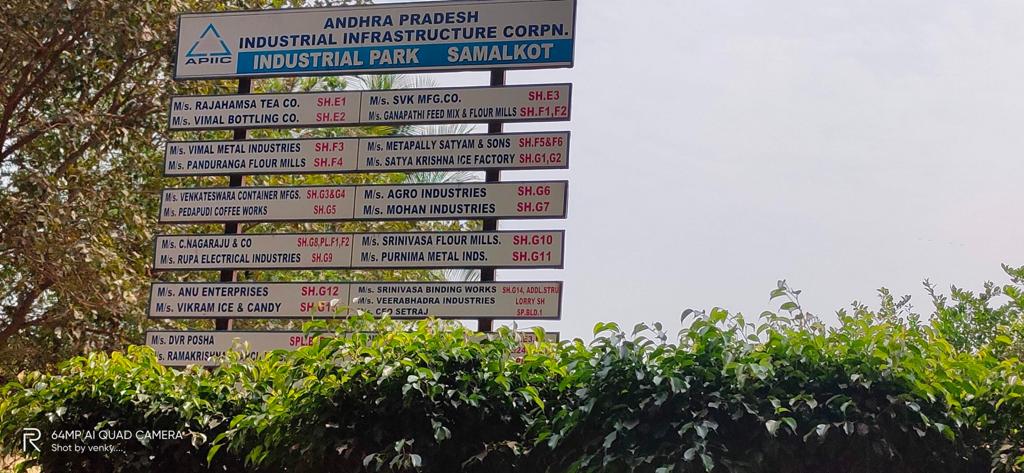 ANDHRA PRADESH
INDUSTRIAL INFRASTRUCTURE CORPN.
APIIC
INDUSTRIAL PARK SAMALKOT
M/s. RAJAHAMSA TEA CO. SH.E1
M/s. VIMAL BOTTLING CO. SH.E2
M/s. SVK MFG.CO. SH.E3
M/s. GANAPATHI FEED MIX & FLOUR MILLS SH.F1,F2
M/s. VIMAL METAL INDUSTRIES SH.F3
M/s. PANDURANGA FLOUR MILLS SH.F4
M/s. METAPALLY SATYAM & SONS SH.F5&F6
M/s. SATYA KRISHNA ICE FACTORY SH.G1,G2
M/s. VENKATESWARA CONTAINER MFGS. SH.G3&G4
M/s. PEDAPUDI COFFEE WORKS SH.G5
M/s. AGRO INDUSTRIES SH.G6
M/s. MOHAN INDUSTRIES SH.G7
M/s. C.NAGARAJU & CO SH.G8,PL.F1,F2
M/s. RUPA ELECTRICAL INDUSTRIES SH.G9
M/s. SRINIVASA FLOUR MILLS. SH.G10
M/s. PURNIMA METAL INDS. SH.G11
M/s. ANU ENTERPRISES SH.G12
M/s. VIKRAM ICE & CANDY
M/s. SRINIVASA BINDING WORKS SH.G14, ADDL.STRU
M/s. VEERABHADRA INDUSTRIES LORRY SH
SETRAJ SP.BLD.1
M/s. DVR POSHA
64MP AI QUAD CAMERA
Shot by venky....